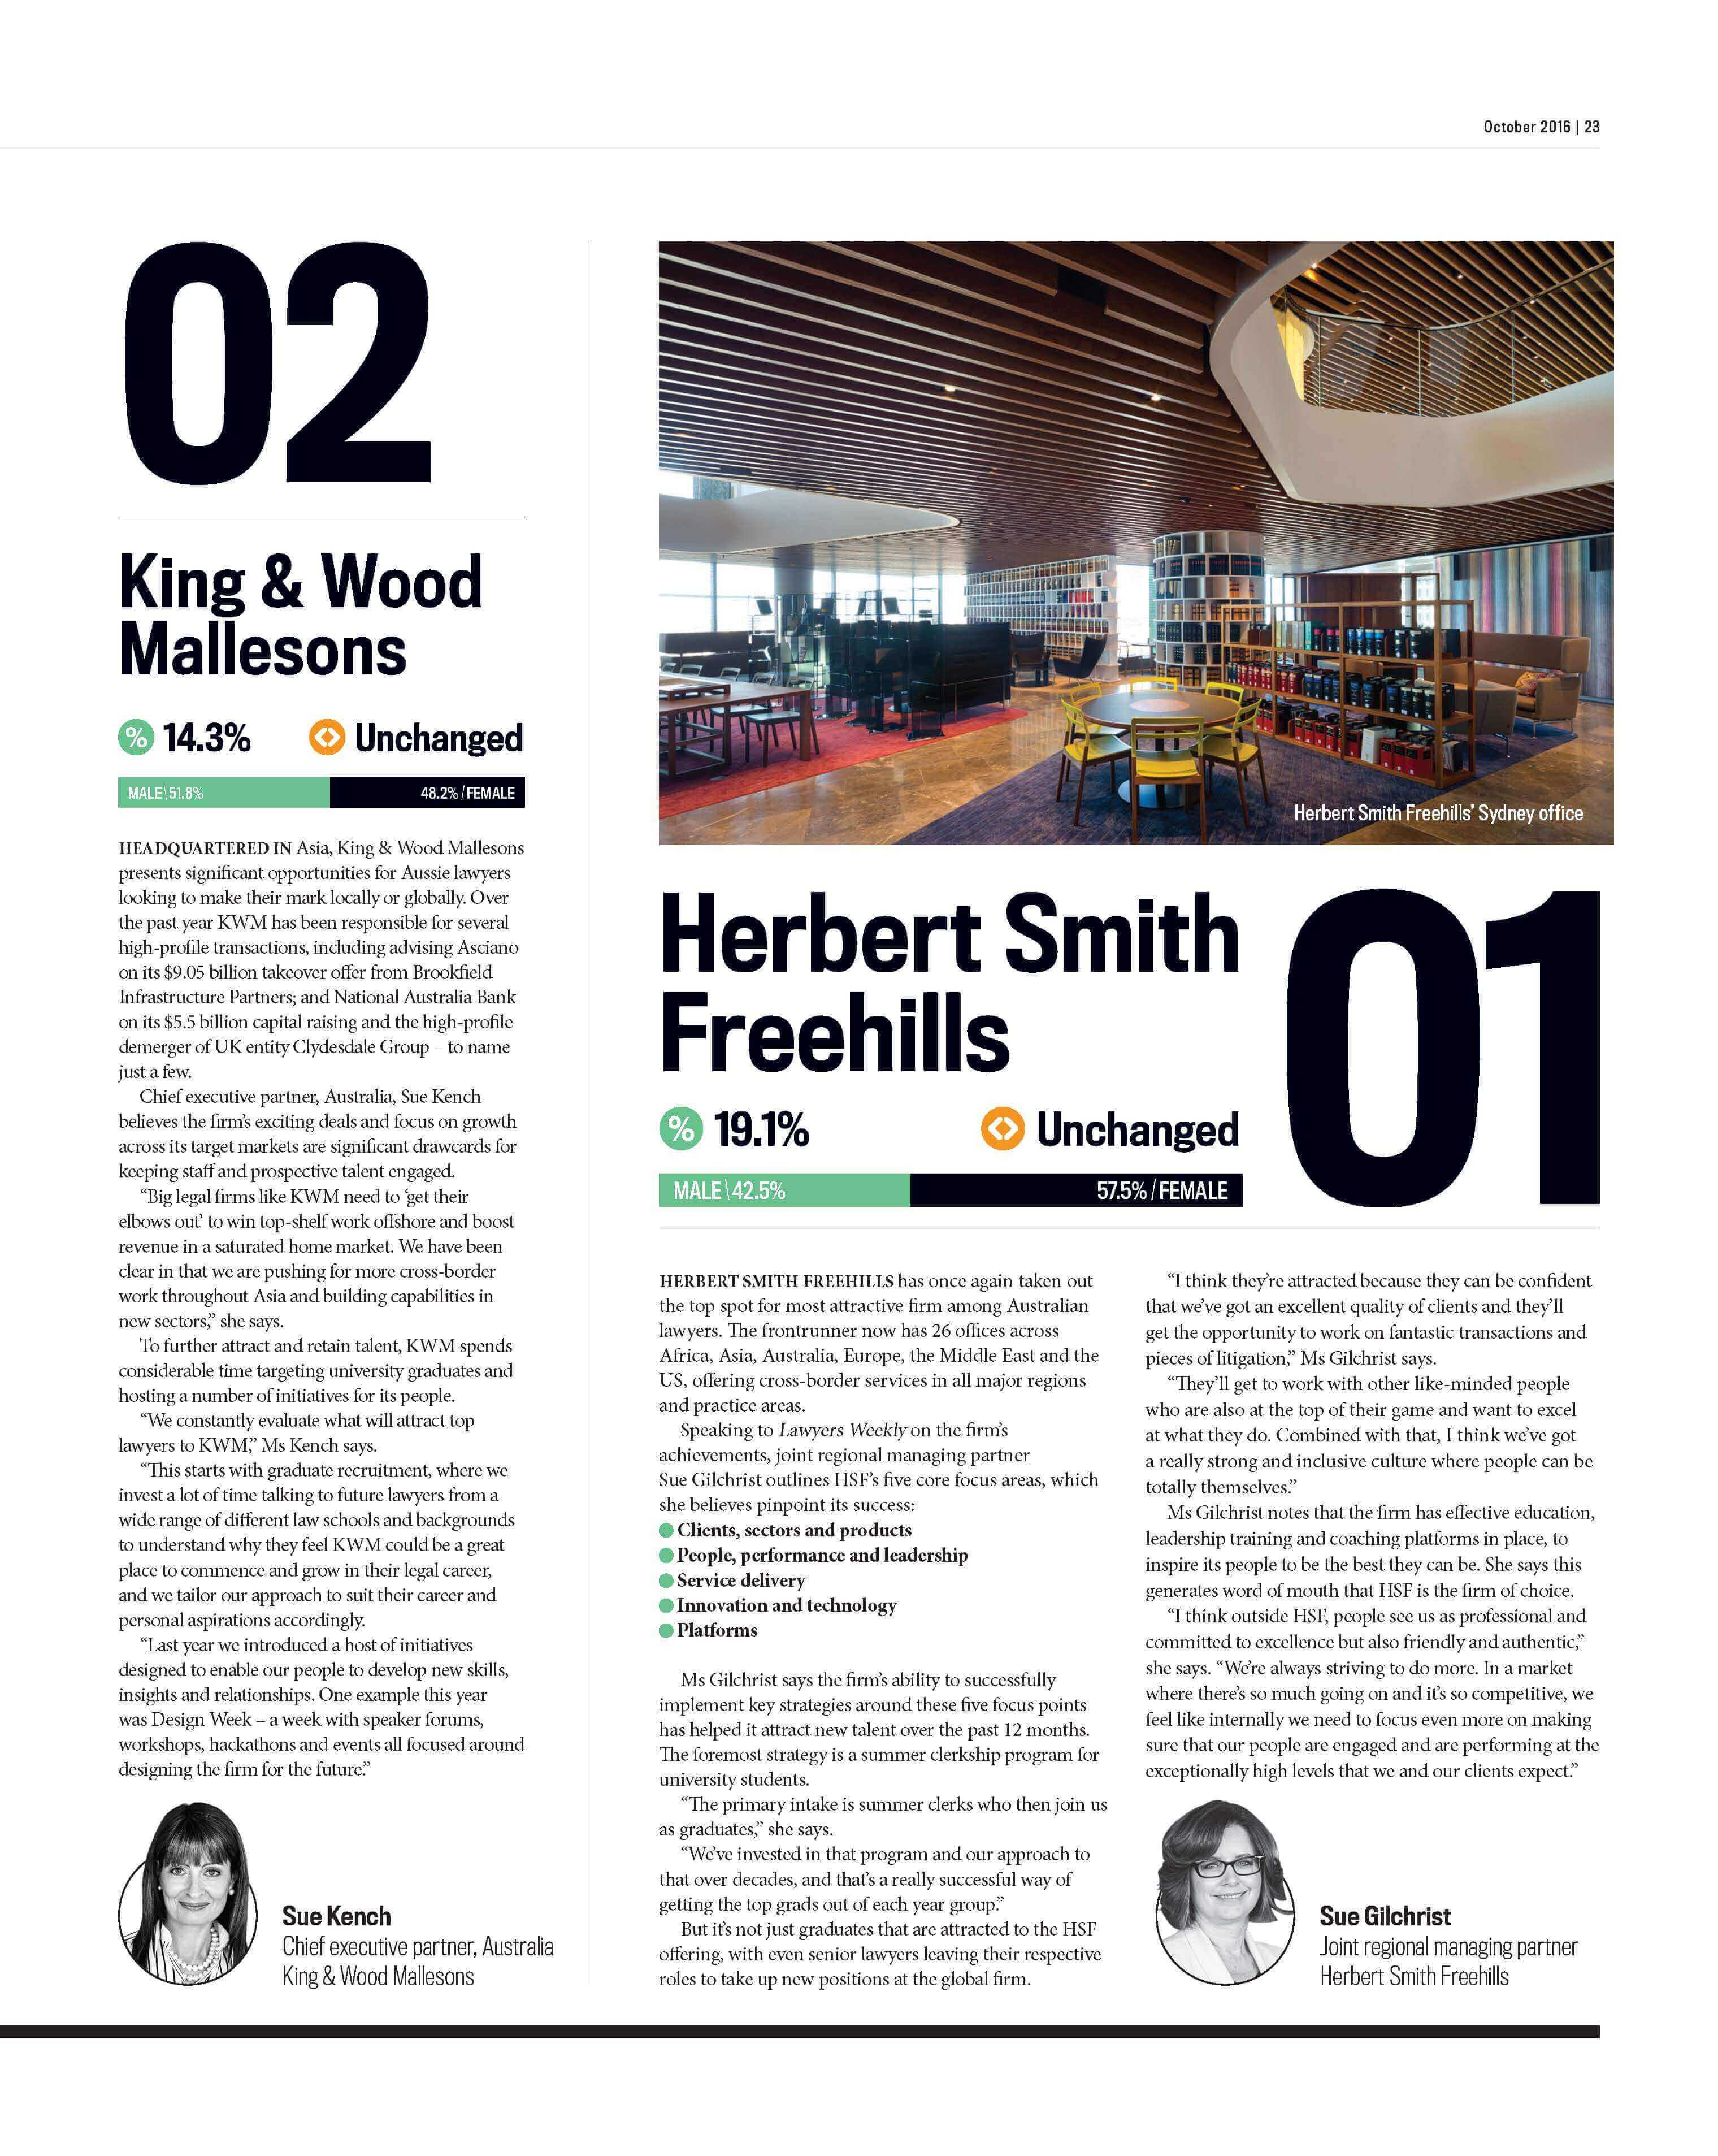 October 2016 | 23
02
King & Wood
Mallesons
% 14.3%
Unchanged
MALE \ 51.8%
48.2% / FEMALE
HEADQUARTERED IN Asia, King & Wood Mallesons
presents significant opportunities for Aussie lawyers
looking to make their mark locally or globally. Over
the past year KWM has been responsible for several
high-profile transactions, including advising Asciano
on its $9.05 billion takeover offer from Brookfield
Infrastructure Partners; and National Australia Bank
on its $5.5 billion capital raising and the high-profile
demerger of UK entity Clydesdale Group – to name
just a few.
Chief executive partner, Australia, Sue Kench
believes the firm’s exciting deals and focus on growth
across its target markets are significant drawcards for
keeping staff and prospective talent engaged.
“Big legal firms like KWM need to ‘get their
elbows out’ to win top-shelf work offshore and boost
revenue in a saturated home market. We have been
clear in that we are pushing for more cross-border
work throughout Asia and building capabilities in
new sectors,” she says.
To further attract and retain talent, KWM spends
considerable time targeting university graduates and
hosting a number of initiatives for its people.
“We constantly evaluate what will attract top
lawyers to KWM,” Ms Kench says.
“This starts with graduate recruitment, where we
invest a lot of time talking to future lawyers from a
wide range of different law schools and backgrounds
to understand why they feel KWM could be a great
place to commence and grow in their legal career,
and we tailor our approach to suit their career and
personal aspirations accordingly.
“Last year we introduced a host of initiatives
designed to enable our people to develop new skills,
insights and relationships. One example this year
was Design Week – a week with speaker forums,
workshops, hackathons and events all focused around
designing the firm for the future.”
Sue Kench
Chief executive partner, Australia
King & Wood Mallesons
Herbert Smith Freehills’ Sydney office
Herbert Smith
Freehills
01
% 19.1%
Unchanged
MALE \ 42.5%
57.5% / FEMALE
HERBERT SMITH FREEHILLS has once again taken out
the top spot for most attractive firm among Australian
lawyers. The frontrunner now has 26 offices across
Africa, Asia, Australia, Europe, the Middle East and the
US, offering cross-border services in all major regions
and practice areas.
Speaking to Lawyers Weekly on the firm’s
achievements, joint regional managing partner
Sue Gilchrist outlines HSF’s five core focus areas, which
she believes pinpoint its success:
Clients, sectors and products
People, performance and leadership
Service delivery
Innovation and technology
Platforms
Ms Gilchrist says the firm’s ability to successfully
implement key strategies around these five focus points
has helped it attract new talent over the past 12 months.
The foremost strategy is a summer clerkship program for
university students.
“The primary intake is summer clerks who then join us
as graduates,” she says.
“We’ve invested in that program and our approach to
that over decades, and that’s a really successful way of
getting the top grads out of each year group.”
But it’s not just graduates that are attracted to the HSF
offering, with even senior lawyers leaving their respective
roles to take up new positions at the global firm.
“I think they’re attracted because they can be confident
that we’ve got an excellent quality of clients and they’ll
get the opportunity to work on fantastic transactions and
pieces of litigation,” Ms Gilchrist says.
“They’ll get to work with other like-minded people
who are also at the top of their game and want to excel
at what they do. Combined with that, I think we’ve got
a really strong and inclusive culture where people can be
totally themselves.”
Ms Gilchrist notes that the firm has effective education,
leadership training and coaching platforms in place, to
inspire its people to be the best they can be. She says this
generates word of mouth that HSF is the firm of choice.
“I think outside HSF, people see us as professional and
committed to excellence but also friendly and authentic,”
she says. “We’re always striving to do more. In a market
where there’s so much going on and it’s so competitive, we
feel like internally we need to focus even more on making
sure that our people are engaged and are performing at the
exceptionally high levels that we and our clients expect.”
Sue Gilchrist
Joint regional managing partner
Herbert Smith Freehills